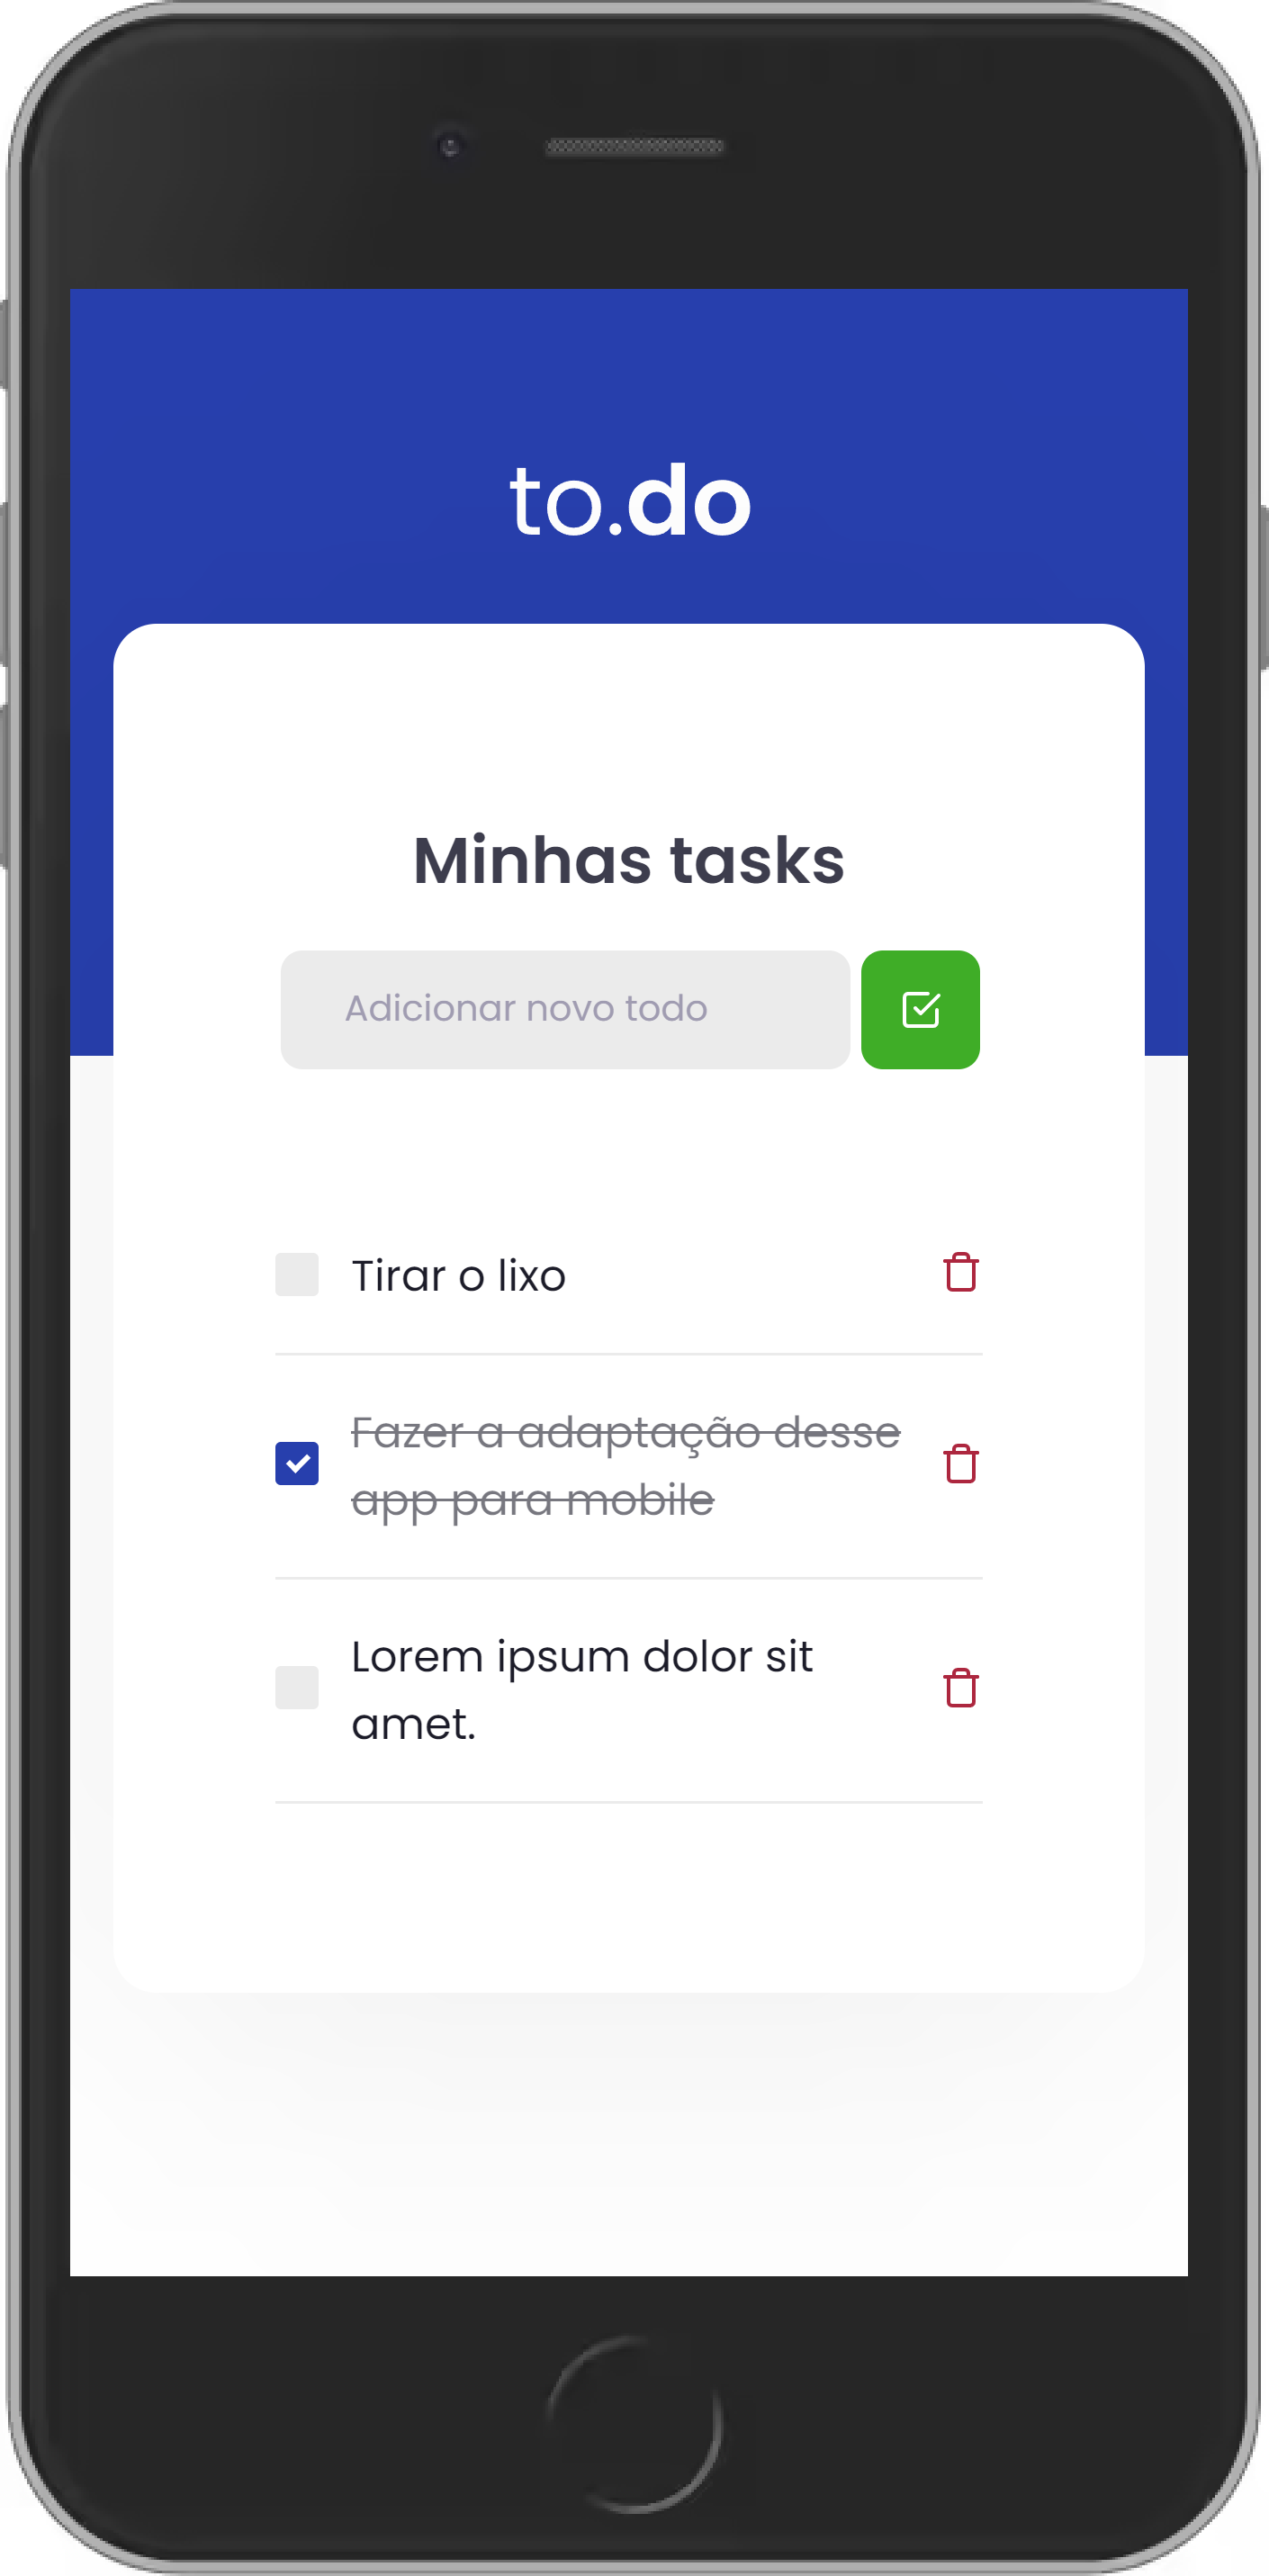 to.do
Minhas tasks
Adicionar novo todo
Tirar o lixo
Fazer a adaptação desse
app para mobile
Lorem ipsum dolor sit
amet.